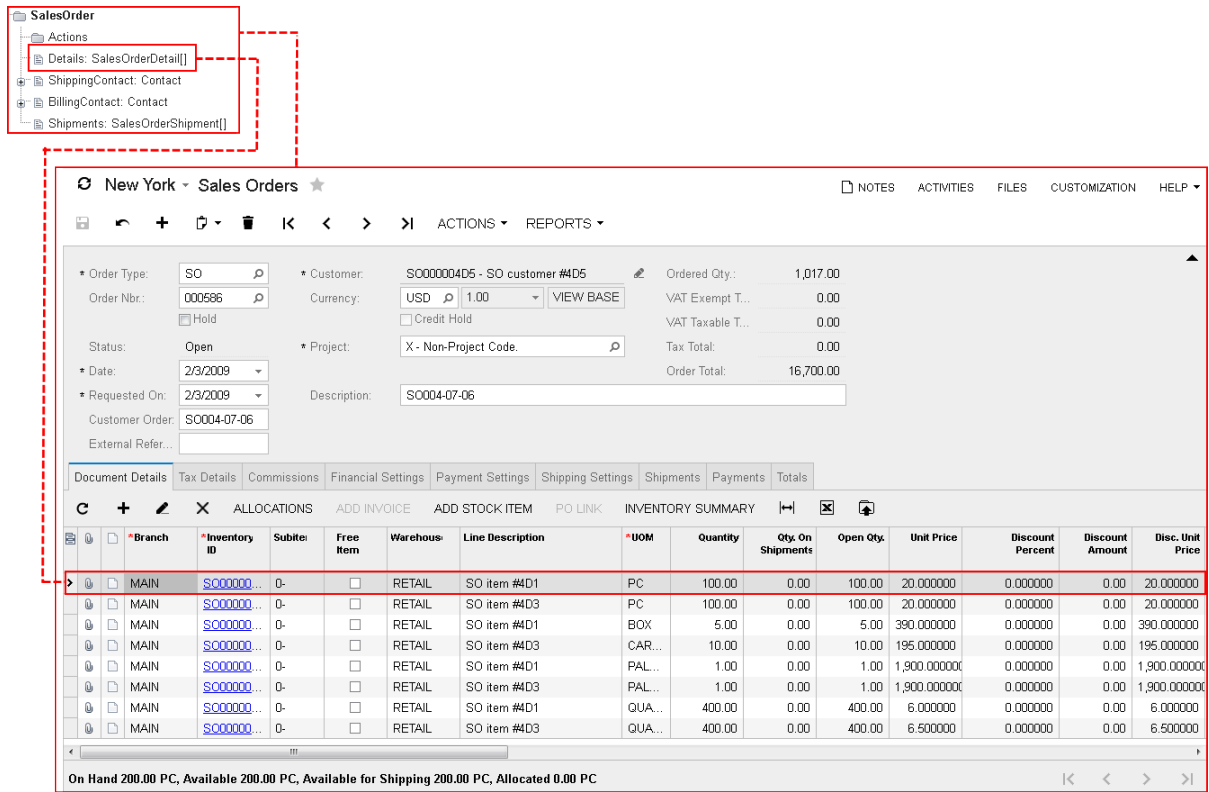 SalesOrder
Actions
Details: SalesOrderDetail[]
ShippingContact: Contact
BillingContact: Contact
Shipments: SalesOrderShipment[]
New York Sales Orders NOTES ACTIVITIES FILES CUSTOMIZATION HELP
ACTIONS REPORTS
* Order Type: SO * Customer: SO000004D5 - SO customer #4D5 Ordered Qty.: 1,017.00
Order Nbr.: 000586 Currency: USD 1.00 VIEW BASE VAT Exempt T... 0.00
Hold Credit Hold VAT Taxable T... 0.00
Status: Open * Project: X - Non-Project Code. Tax Total: 0.00
* Date: 2/3/2009 Order Total: 16,700.00
* Requested On: 2/3/2009 Description: SO004-07-06
Customer Order: SO004-07-06
External Refer...
Document Details Tax Details Commissions Financial Settings Payment Settings Shipping Settings Shipments Payments Totals
ALLOCATIONS ADD INVOICE ADD STOCK ITEM PO LINK INVENTORY SUMMARY
*Branch *Inventory ID Subite Free Item Warehous Line Description *UOM Quantity Qty. On Shipments Open Qty. Unit Price Discount Percent Discount Amount Disc. Unit Price
MAIN SO00000... 0- RETAIL SO item #4D1 PC 100.00 0.00 100.00 20.000000 0.000000 0.00 20.000000
MAIN SO00000... 0- RETAIL SO item #4D3 PC 100.00 0.00 100.00 20.000000 0.000000 0.00 20.000000
MAIN SO00000... 0- RETAIL SO item #4D1 BOX 5.00 0.00 5.00 390.000000 0.000000 0.00 390.000000
MAIN SO00000... 0- RETAIL SO item #4D3 CAR... 10.00 0.00 10.00 195.000000 0.000000 0.00 195.000000
MAIN SO00000... 0- RETAIL SO item #4D1 PAL... 1.00 0.00 1.00 1,900.000000 0.000000 0.00 1,900.000000
MAIN SO00000... 0- RETAIL SO item #4D3 PAL... 1.00 0.00 1.00 1,900.000000 0.000000 0.00 1,900.000000
MAIN SO00000... 0- RETAIL SO item #4D1 QUA... 400.00 0.00 400.00 6.000000 0.000000 0.00 6.000000
MAIN SO00000... 0- RETAIL SO item #4D3 QUA... 400.00 0.00 400.00 6.500000 0.000000 0.00 6.500000
On Hand 200.00 PC, Available 200.00 PC, Available for Shipping 200.00 PC, Allocated 0.00 PC